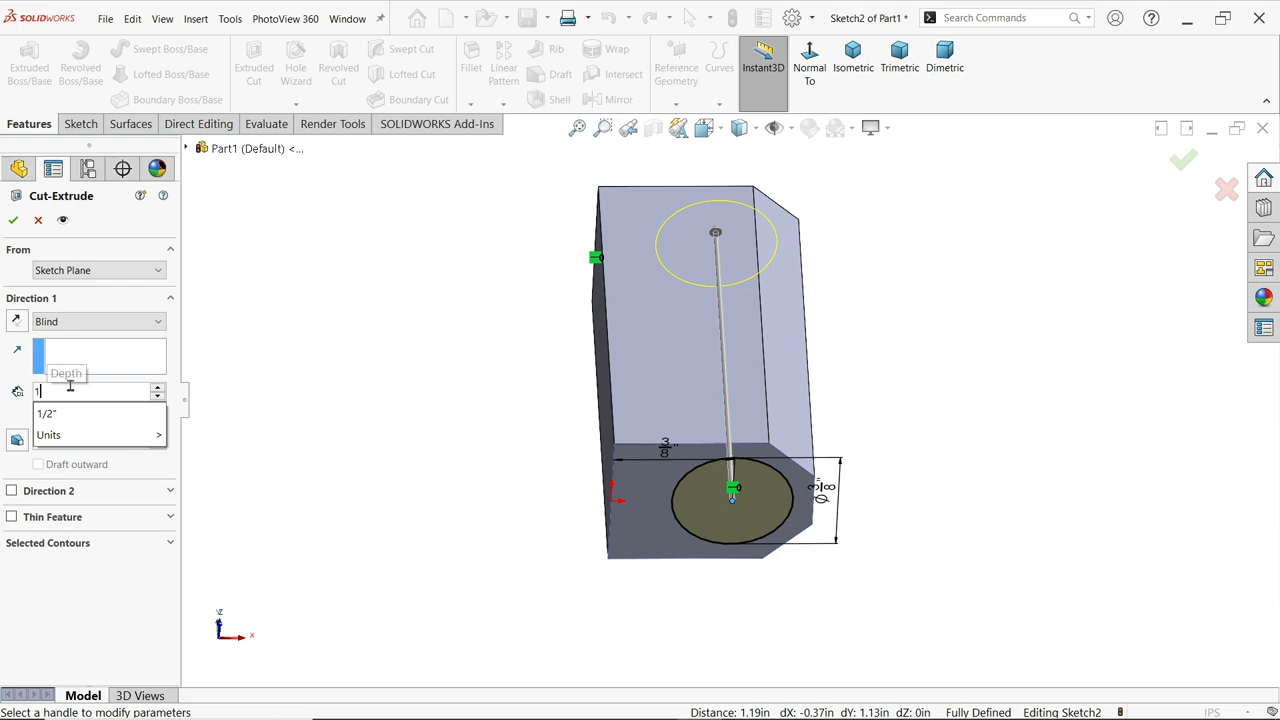 SOLIDWORKS
File
Edit
View
Insert
Tools
PhotoView 360
Window
Sketch2 of Part1 *
Search Commands
Extruded Boss/Base
Revolved Boss/Base
Swept Boss/Base
Lofted Boss/Base
Boundary Boss/Base
Extruded Cut
Hole Wizard
Revolved Cut
Swept Cut
Lofted Cut
Boundary Cut
Fillet
Linear Pattern
Rib
Draft
Shell
Wrap
Intersect
Mirror
Reference Geometry
Curves
Instant3D
Normal To
Isometric
Trimetric
Dimetric
Features
Sketch
Surfaces
Direct Editing
Evaluate
Render Tools
SOLIDWORKS Add-Ins
Part1 (Default) <...
Cut-Extrude
From
Sketch Plane
Direction 1
Blind
Depth
1
1/2"
Units >
Draft outward
Direction 2
Thin Feature
Selected Contours
3/8"
⌀ 3/8"
Z
X
Model
3D Views
Select a handle to modify parameters
Distance: 1.19in dX: -0.37in dY: 1.13in dZ: 0in
Fully Defined
Editing Sketch2
IPS